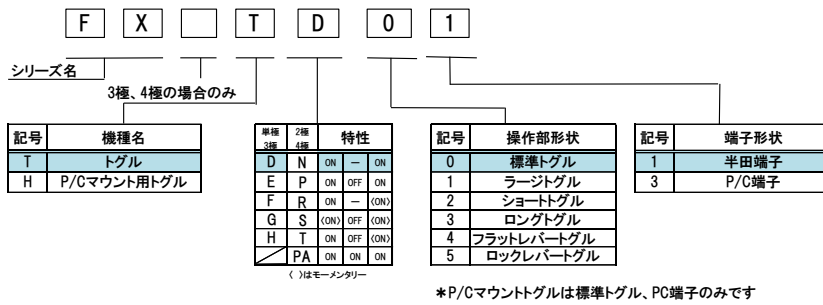 F X T D 0 1
シリーズ名
3極、4極の場合のみ
記号 機種名
T トグル
H P/Cマウント用トグル
単極 2極 特性
3極 4極
D N ON － ON
E P ON OFF ON
F R ON － 〈ON〉
G S 〈ON〉 OFF 〈ON〉
H T ON OFF 〈ON〉
PA ON ON ON
〈 〉はモーメンタリー
記号 操作部形状
0 標準トグル
1 ラージトグル
2 ショートトグル
3 ロングトグル
4 フラットレバートグル
5 ロックレバートグル
記号 端子形状
1 半田端子
3 P/C端子
＊P/Cマウントトグルは標準トグル、PC端子のみです